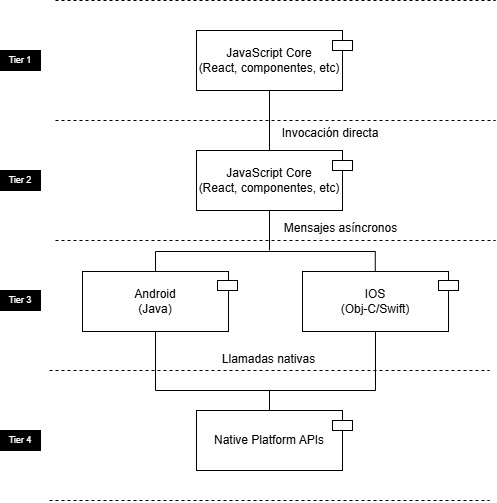 Tier 1
JavaScript Core
(React, componentes, etc)
Invocación directa
Tier 2
JavaScript Core
(React, componentes, etc)
Mensajes asíncronos
Tier 3
Android
(Java)
IOS
(Obj-C/Swift)
Llamadas nativas
Tier 4
Native Platform APIs